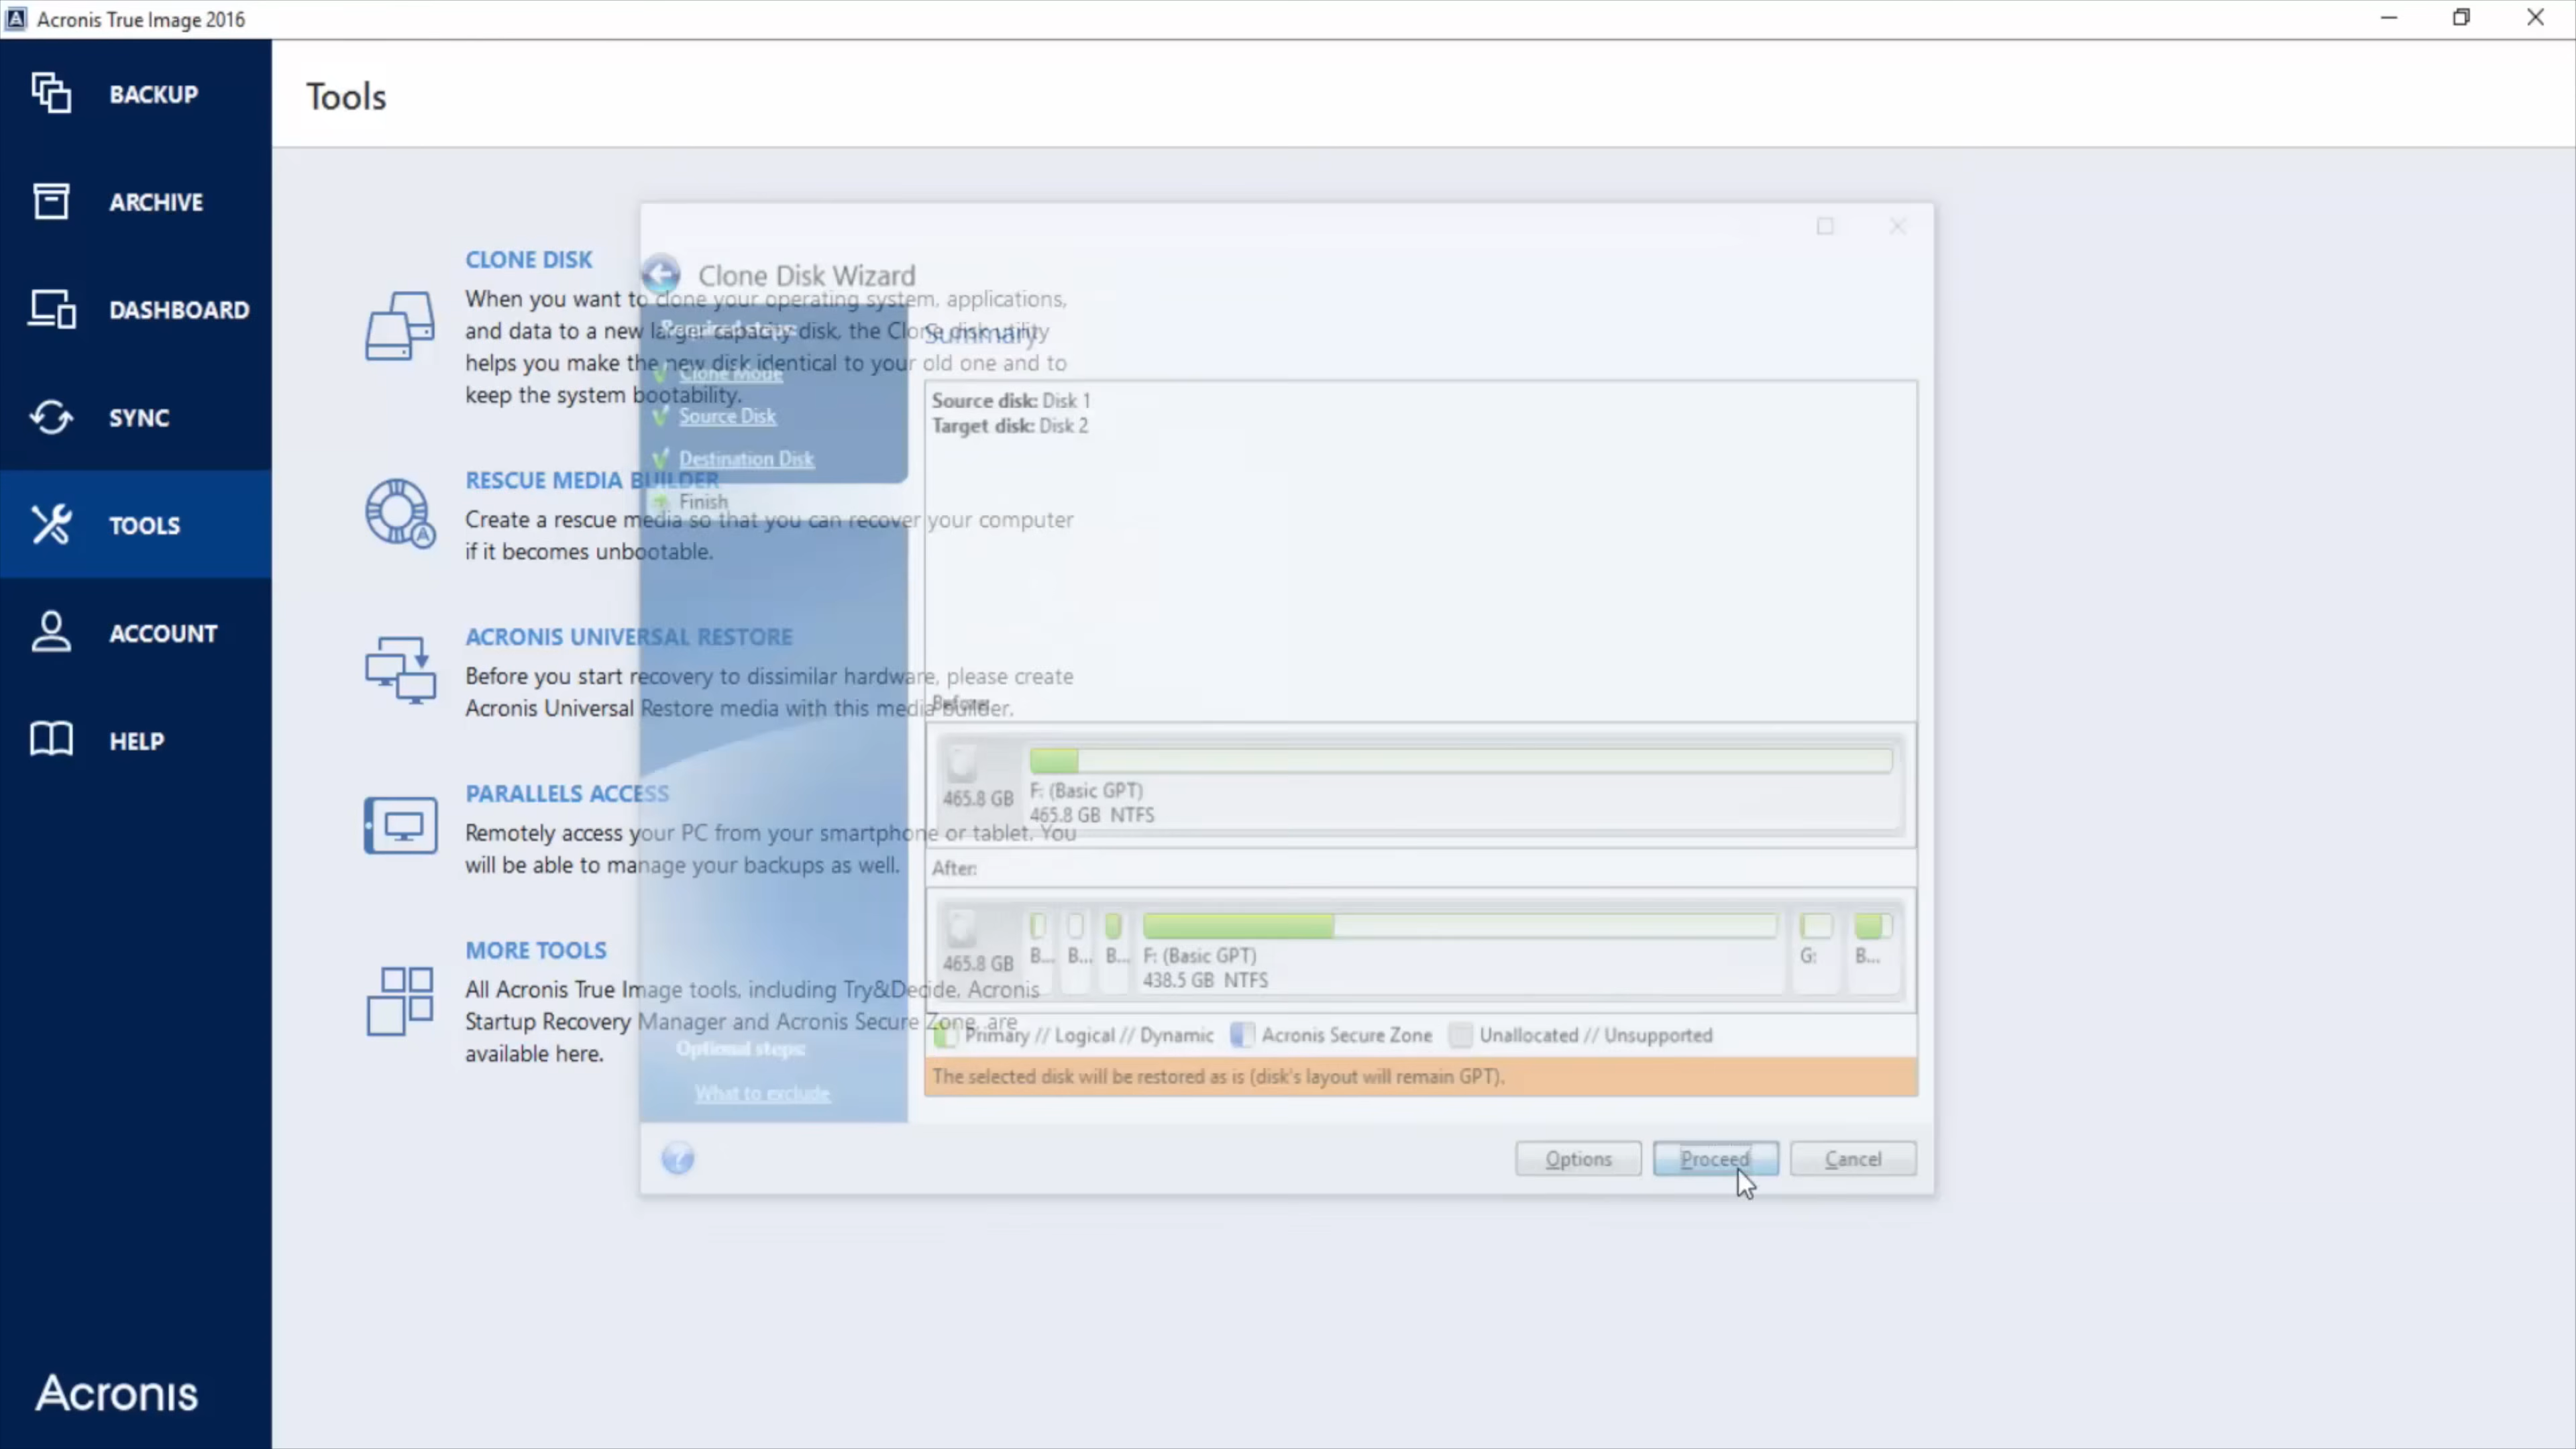 Acronis True Image 2016
BACKUP
ARCHIVE
DASHBOARD
SYNC
TOOLS
ACCOUNT
HELP
Acronis
Tools
CLONE DISK
When you want to clone your operating system, applications,
and data to a new larger capacity disk, the Clone disk utility
helps you make the new disk identical to your old one and to
keep the system bootability.
RESCUE MEDIA BUILDER
Create a rescue media so that you can recover your computer
if it becomes unbootable.
ACRONIS UNIVERSAL RESTORE
Before you start recovery to dissimilar hardware, please create
Acronis Universal Restore media with this media builder.
PARALLELS ACCESS
Remotely access your PC from your smartphone or tablet. You
will be able to manage your backups as well.
MORE TOOLS
All Acronis True Image tools, including Try&Decide, Acronis
Startup Recovery Manager and Acronis Secure Zone, are
available here.
Clone Disk Wizard
Required steps:
Clone Mode
Source Disk
Destination Disk
Finish
Optional steps:
What to exclude
Summary
Source disk: Disk 1
Target disk: Disk 2
Before:
465.8 GB
F: (Basic GPT)
465.8 GB NTFS
After:
465.8 GB
B... B... B... F: (Basic GPT) G: B...
438.5 GB NTFS
Primary // Logical // Dynamic Acronis Secure Zone Unallocated // Unsupported
The selected disk will be restored as is (disk's layout will remain GPT).
? Options Proceed Cancel